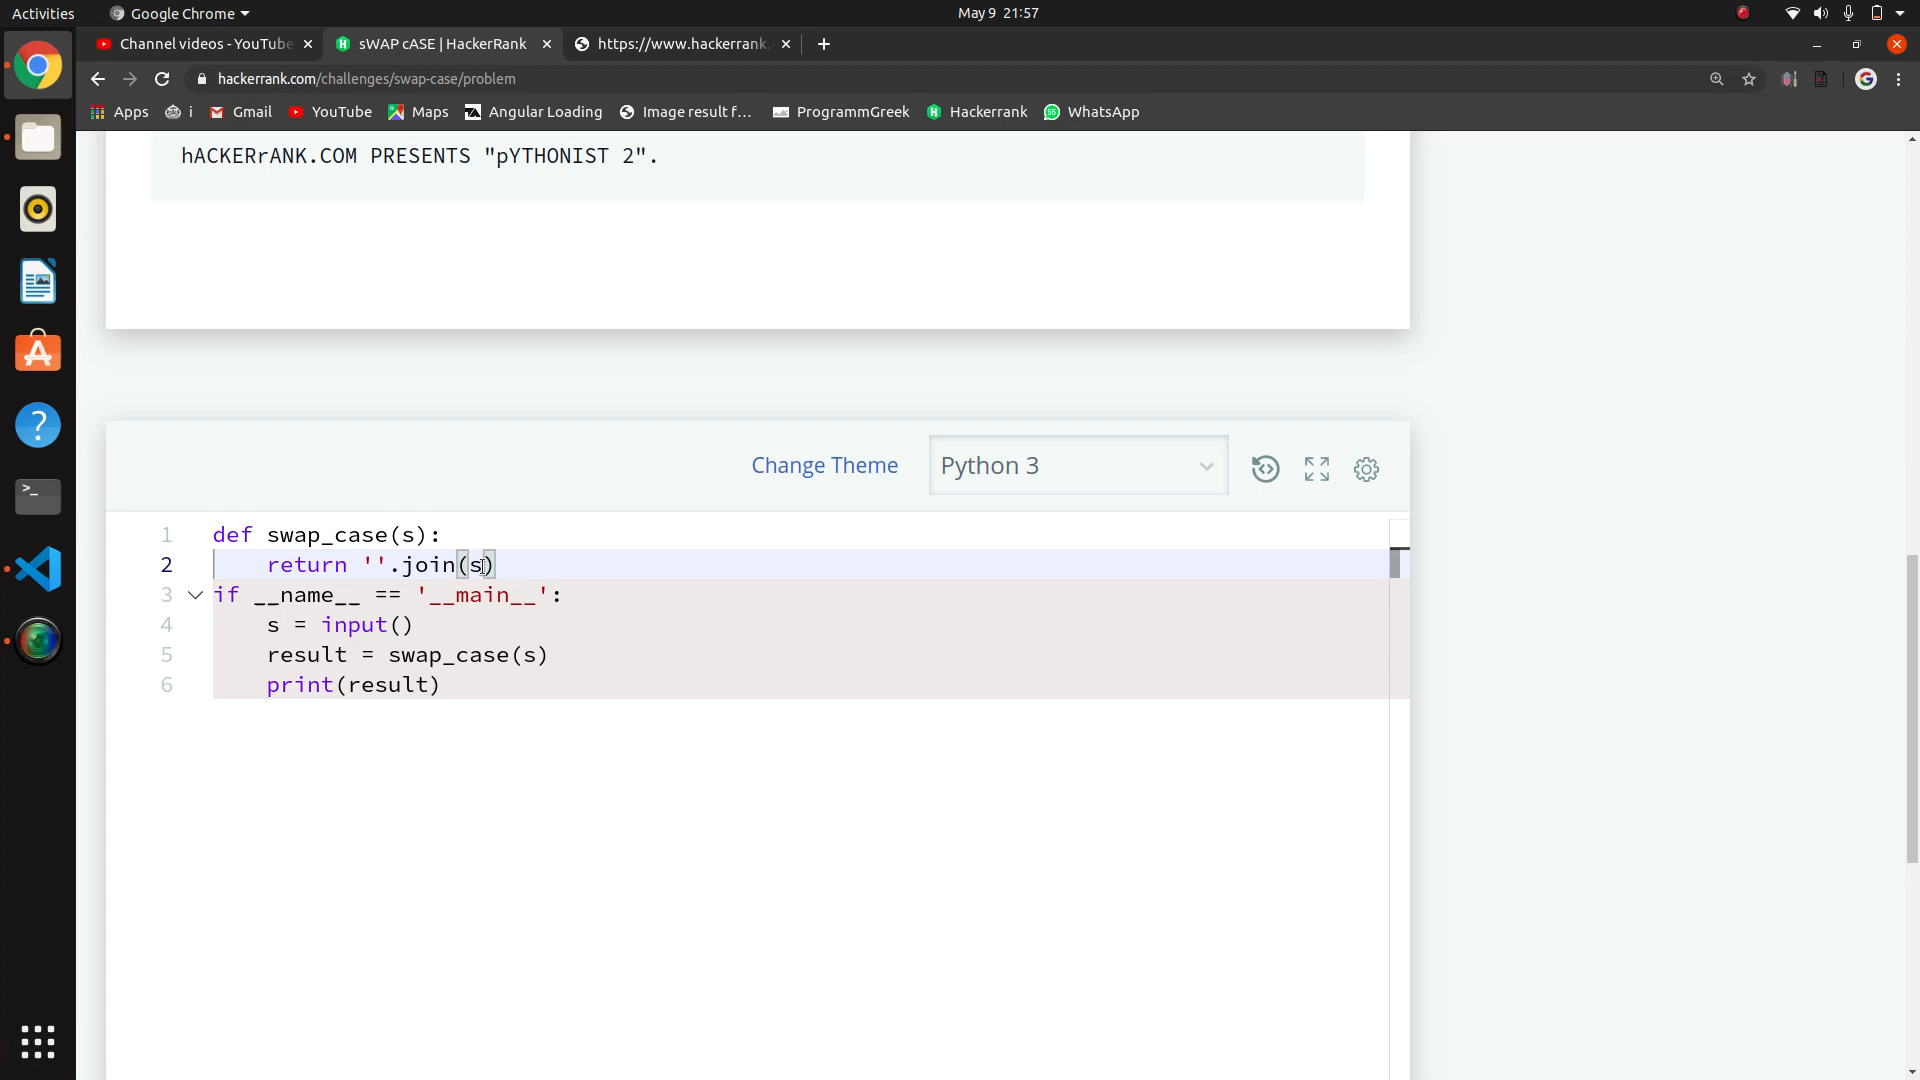 Activities
Google Chrome
May 9 21:57
Channel videos - YouTube
sWAP cASE | HackerRank
https://www.hackerrank.
hackerrank.com/challenges/swap-case/problem
Apps
i
Gmail
YouTube
Maps
Angular Loading
Image result f...
ProgrammGreek
Hackerrank
WhatsApp
hACKERrANK.COM PRESENTS "pYTHONIST 2".
Change Theme
Python 3
1 def swap_case(s):
2 return ''.join(s)
3 if __name__ == '__main__':
4 s = input()
5 result = swap_case(s)
6 print(result)